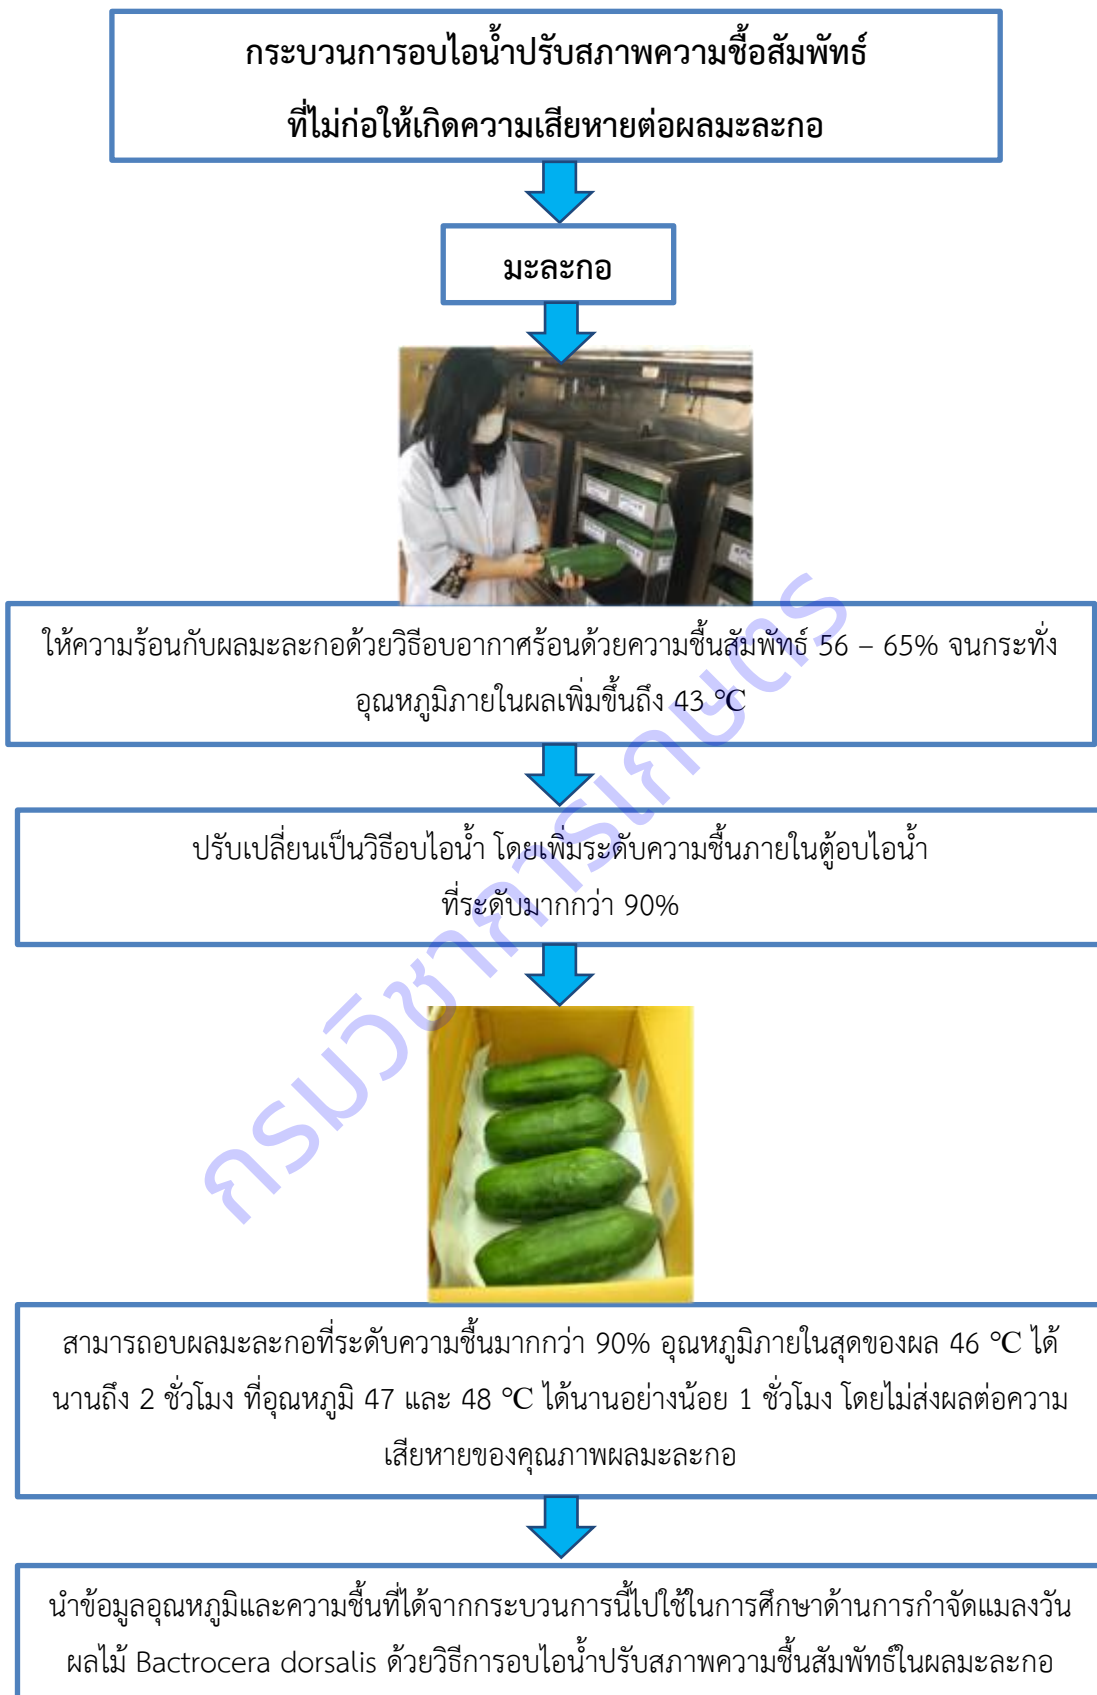 กระบวนการอบไอน้ำปรับสภาพความชื้อสัมพัทธ์
ที่ไม่ก่อให้เกิดความเสียหายต่อผลมะละกอ
มะละกอ
ให้ความร้อนกับผลมะละกอด้วยวิธีอบอากาศร้อนด้วยความชื้นสัมพัทธ์ 56 – 65% จนกระทั่ง
อุณหภูมิภายในผลเพิ่มขึ้นถึง 43 °C
ปรับเปลี่ยนเป็นวิธีอบไอน้ำ โดยเพิ่มระดับความชื้นภายในตู้อบไอน้ำ
ที่ระดับมากกว่า 90%
กรมวิชาการเกษตร
สามารถอบผลมะละกอที่ระดับความชื้นมากกว่า 90% อุณหภูมิภายในสุดของผล 46 °C ได้
นานถึง 2 ชั่วโมง ที่อุณหภูมิ 47 และ 48 °C ได้นานอย่างน้อย 1 ชั่วโมง โดยไม่ส่งผลต่อความ
เสียหายของคุณภาพผลมะละกอ
นำข้อมูลอุณหภูมิและความชื้นที่ได้จากกระบวนการนี้ไปใช้ในการศึกษาด้านการกำจัดแมลงวัน
ผลไม้ Bactrocera dorsalis ด้วยวิธีการอบไอน้ำปรับสภาพความชื้นสัมพัทธ์ในผลมะละกอ